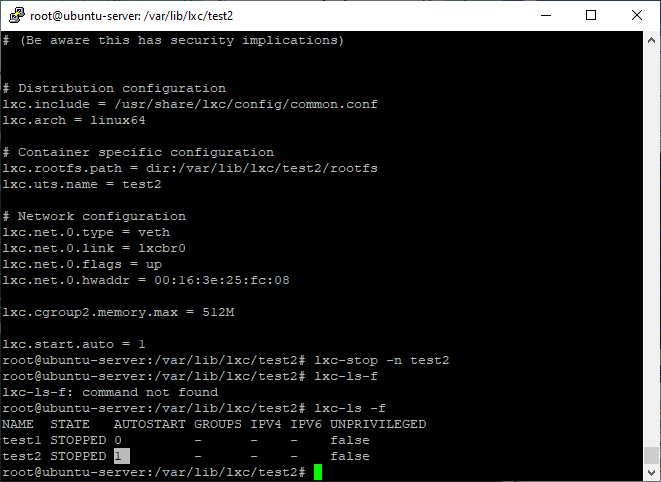 root@ubuntu-server: /var/lib/lxc/test2
# (Be aware this has security implications)
# Distribution configuration
lxc.include = /usr/share/lxc/config/common.conf
lxc.arch = linux64
# Container specific configuration
lxc.rootfs.path = dir:/var/lib/lxc/test2/rootfs
lxc.uts.name = test2
# Network configuration
lxc.net.0.type = veth
lxc.net.0.link = lxcbr0
lxc.net.0.flags = up
lxc.net.0.hwaddr = 00:16:3e:25:fc:08
lxc.cgroup2.memory.max = 512M
lxc.start.auto = 1
root@ubuntu-server:/var/lib/lxc/test2# lxc-stop -n test2
root@ubuntu-server:/var/lib/lxc/test2# lxc-ls-f
lxc-ls-f: command not found
root@ubuntu-server:/var/lib/lxc/test2# lxc-ls -f
NAME  STATE   AUTOSTART GROUPS IPV4 IPV6 UNPRIVILEGED
test1 STOPPED 0         -      -    -    false
test2 STOPPED 1         -      -    -    false
root@ubuntu-server:/var/lib/lxc/test2#